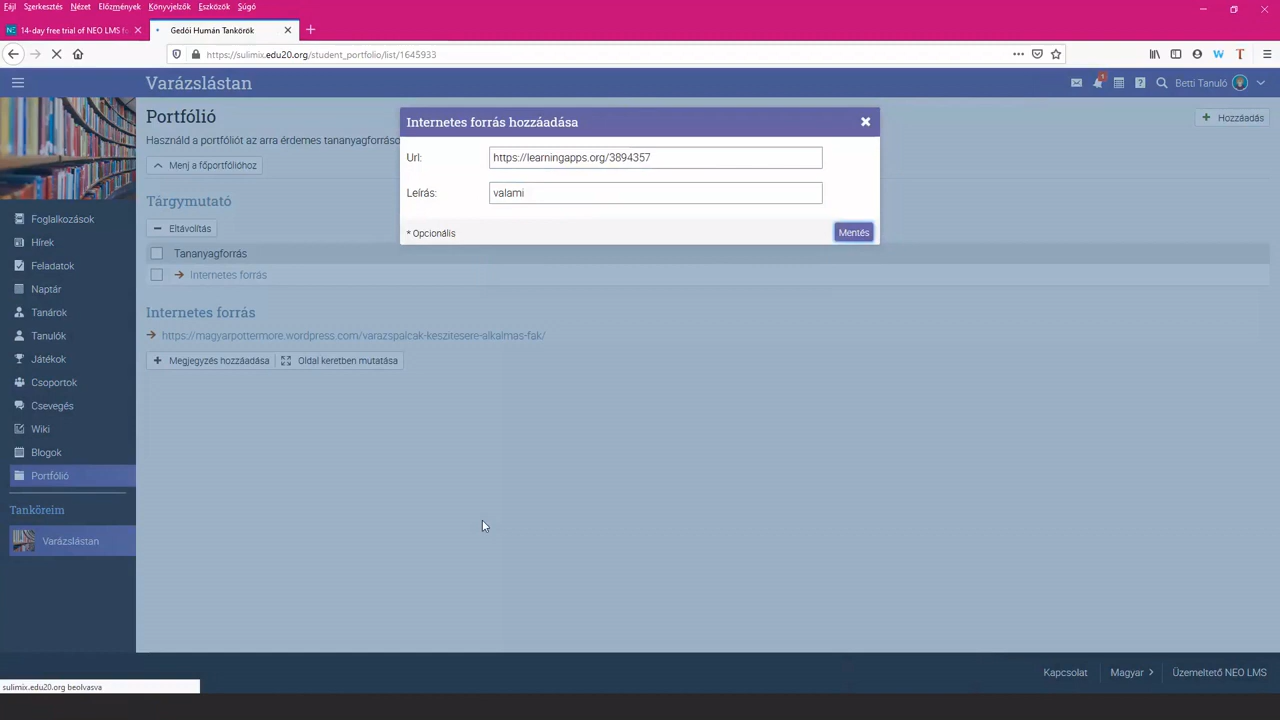 Fájl Szerkesztés Nézet Előzmények Könyvjelzők Eszközök Súgó
14-day free trial of NEO LMS fo
Gedói Humán Tankörök
https://sulimix.edu20.org/student_portfolio/list/1645933
Varázslástan
1
Betti Tanuló
Portfólió
Hozzáadás
Használd a portfóliót az arra érdemes tananyagforráso
Menj a főportfólióhoz
Internetes forrás hozzáadása
Url: https://learningapps.org/3894357
Leírás: valami
* Opcionális
Mentés
Tárgymutató
Eltávolítás
Tananyagforrás
Internetes forrás
Internetes forrás
https://magyarpottermore.wordpress.com/varazspalcak-keszitesere-alkalmas-fak/
Megjegyzés hozzáadása
Oldal keretben mutatása
Foglalkozások
Hírek
Feladatok
Naptár
Tanárok
Tanulók
Játékok
Csoportok
Csevegés
Wiki
Blogok
Portfólió
Tanköreim
Varázslástan
Kapcsolat
Magyar
Üzemeltető NEO LMS
sulimix.edu20.org beolvasva